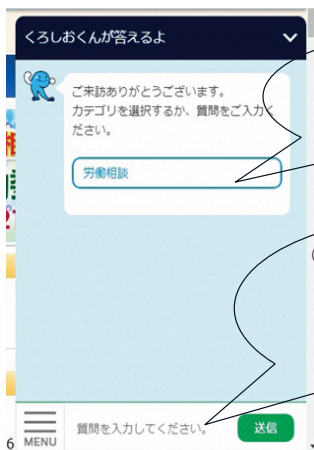 くろしおくんが答えるよ
ご来訪ありがとうございます。
カテゴリを選択するか、質問をご入力く
ださい。
労働相談
質問を入力してください。
送信
MENU
6